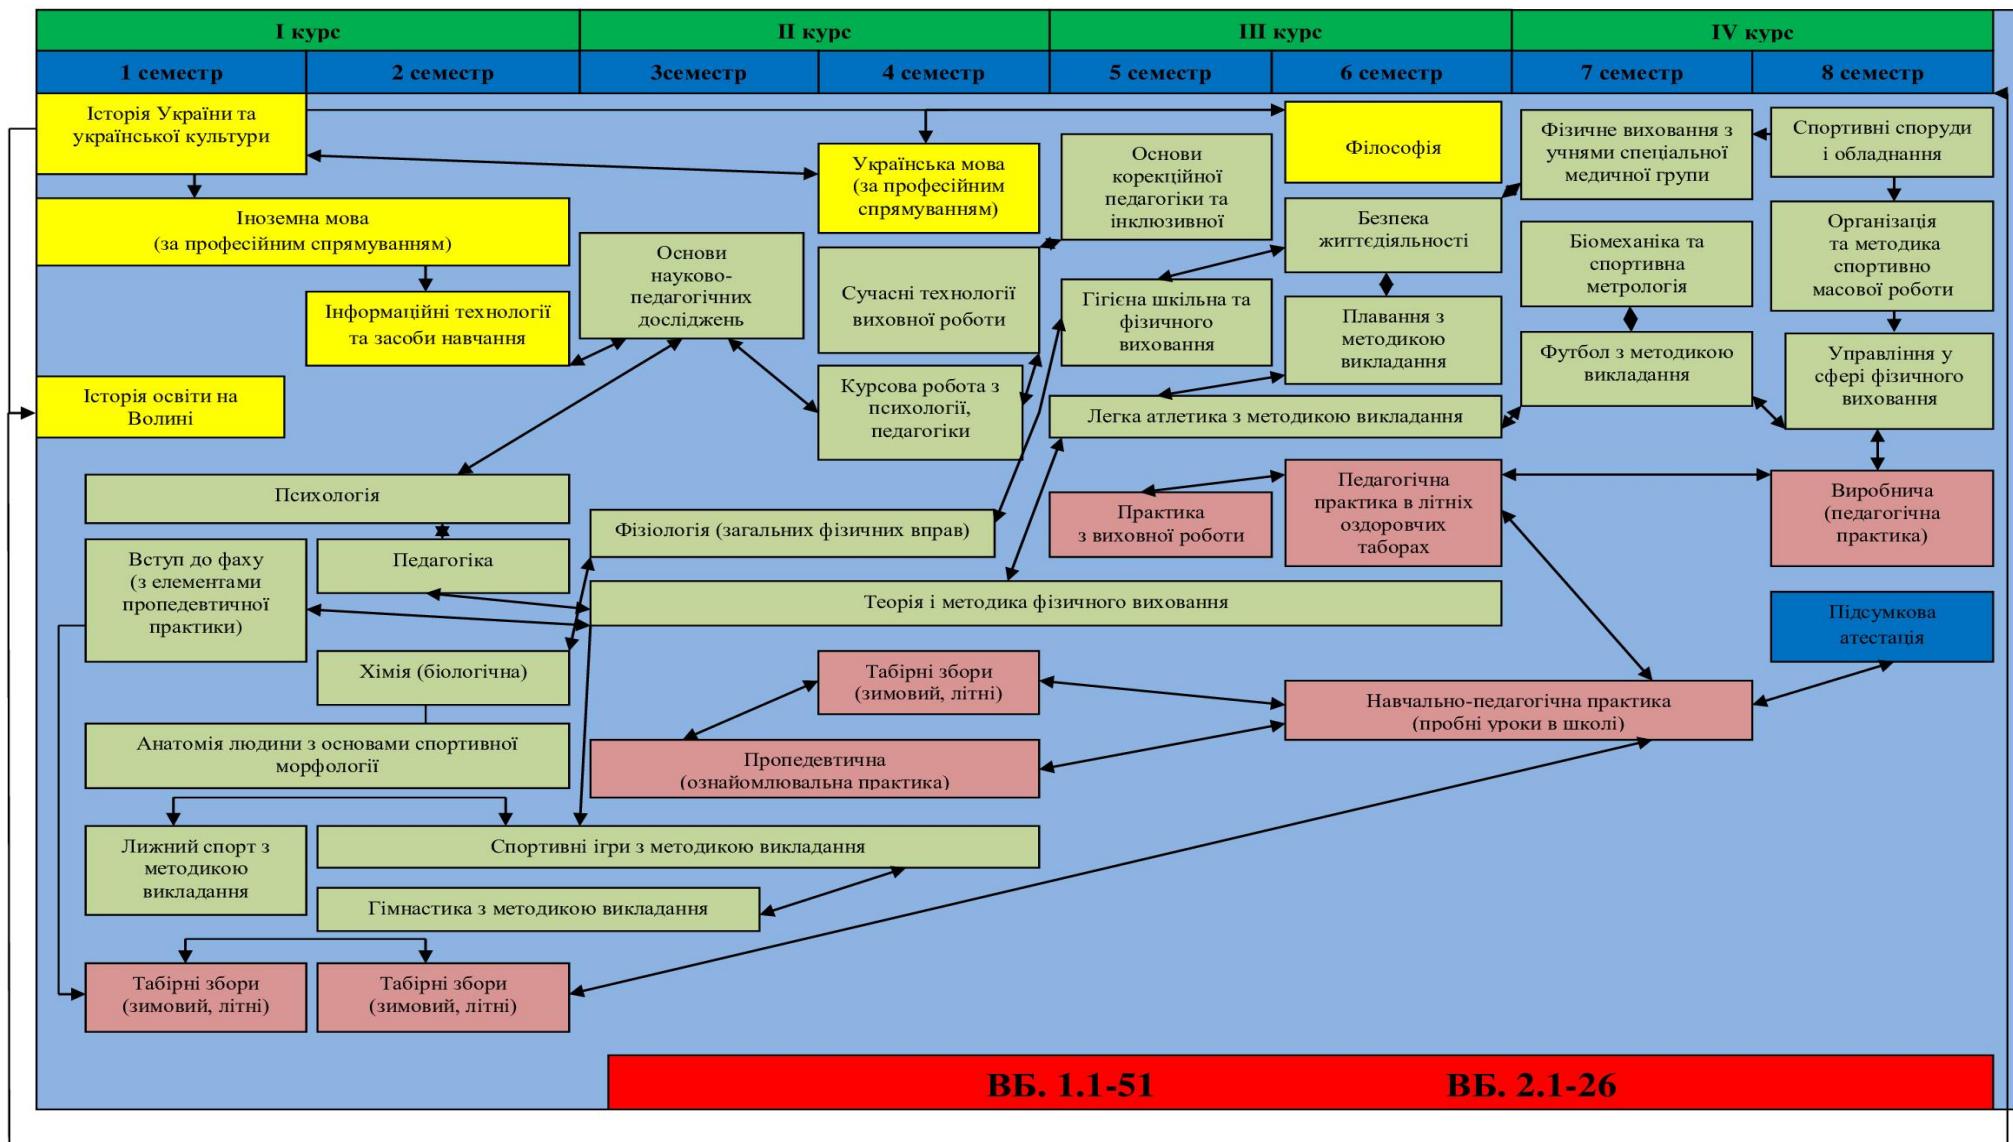 I курс
II курс
III курс
IV курс
1 семестр
2 семестр
3семестр
4 семестр
5 семестр
6 семестр
7 семестр
8 семестр
Історія України та
української культури
Українська мова
(за професійним
спрямуванням)
Основи
корекційної
педагогіки та
інклюзивної
Філософія
Фізичне виховання з
учнями спеціальної
медичної групи
Спортивні споруди
і обладнання
Іноземна мова
(за професійним спрямуванням)
Основи
науково-
педагогічних
досліджень
Безпека
життєдіяльності
Біомеханіка та
спортивна
метрологія
Організація
та методика
спортивно
масової роботи
Інформаційні технології
та засоби навчання
Сучасні технології
виховної роботи
Гігієна шкільна та
фізичного
виховання
Плавання з
методикою
викладання
Футбол з методикою
викладання
Управління у
сфері фізичного
виховання
Історія освіти на
Волині
Курсова робота з
психології,
педагогіки
Легка атлетика з методикою викладання
Психологія
Фізіологія (загальних фізичних вправ)
Практика
з виховної роботи
Педагогічна
практика в літніх
оздоровчих
таборах
Виробнича
(педагогічна
практика)
Вступ до фаху
(з елементами
пропедевтичної
практики)
Педагогіка
Теорія і методика фізичного виховання
Підсумкова
атестація
Хімія (біологічна)
Табірні збори
(зимовий, літні)
Навчально-педагогічна практика
(пробні уроки в школі)
Анатомія людини з основами спортивної
морфології
Пропедевтична
(ознайомлювальна практика)
Лижний спорт з
методикою
викладання
Спортивні ігри з методикою викладання
Гімнастика з методикою викладання
Табірні збори
(зимовий, літні)
Табірні збори
(зимовий, літні)
ВБ. 1.1-51
ВБ. 2.1-26